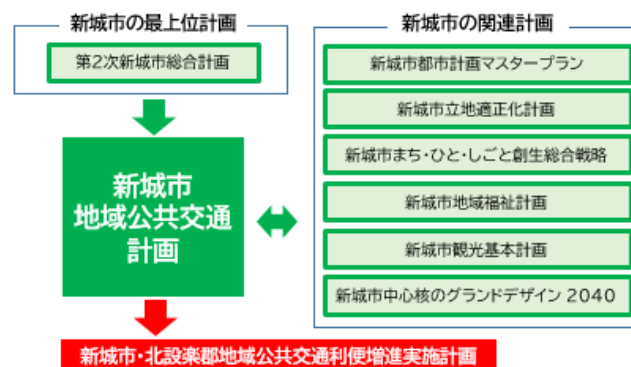 新城市の最上位計画
第2次新城市総合計画
新城市
地域公共交通
計画
新城市の関連計画
新城市都市計画マスタープラン
新城市立地適正化計画
新城市まち・ひと・しごと創生総合戦略
新城市地域福祉計画
新城市観光基本計画
新城市中心核のグランドデザイン 2040
新城市・北設楽郡地域公共交通利便増進実施計画